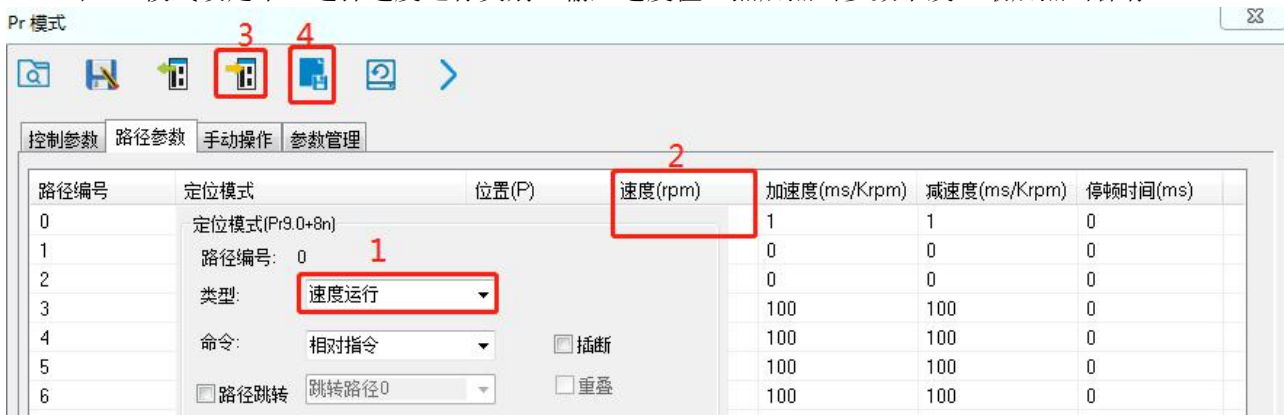 Pr 模式
3
4
控制参数 路径参数 手动操作 参数管理
2
路径编号 定位模式 位置(P) 速度(rpm) 加速度(ms/Krpm) 减速度(ms/Krpm) 停顿时间(ms)
0 定位模式(Pr9.0+8n) 1 1 0
1 路径编号: 0 1 0 0 0
2 类型: 速度运行 0 0 0
3 100 100 0
4 命令: 相对指令 插断 100 100 0
5 100 100 0
6 路径跳转 跳转路径0 重叠 100 100 0